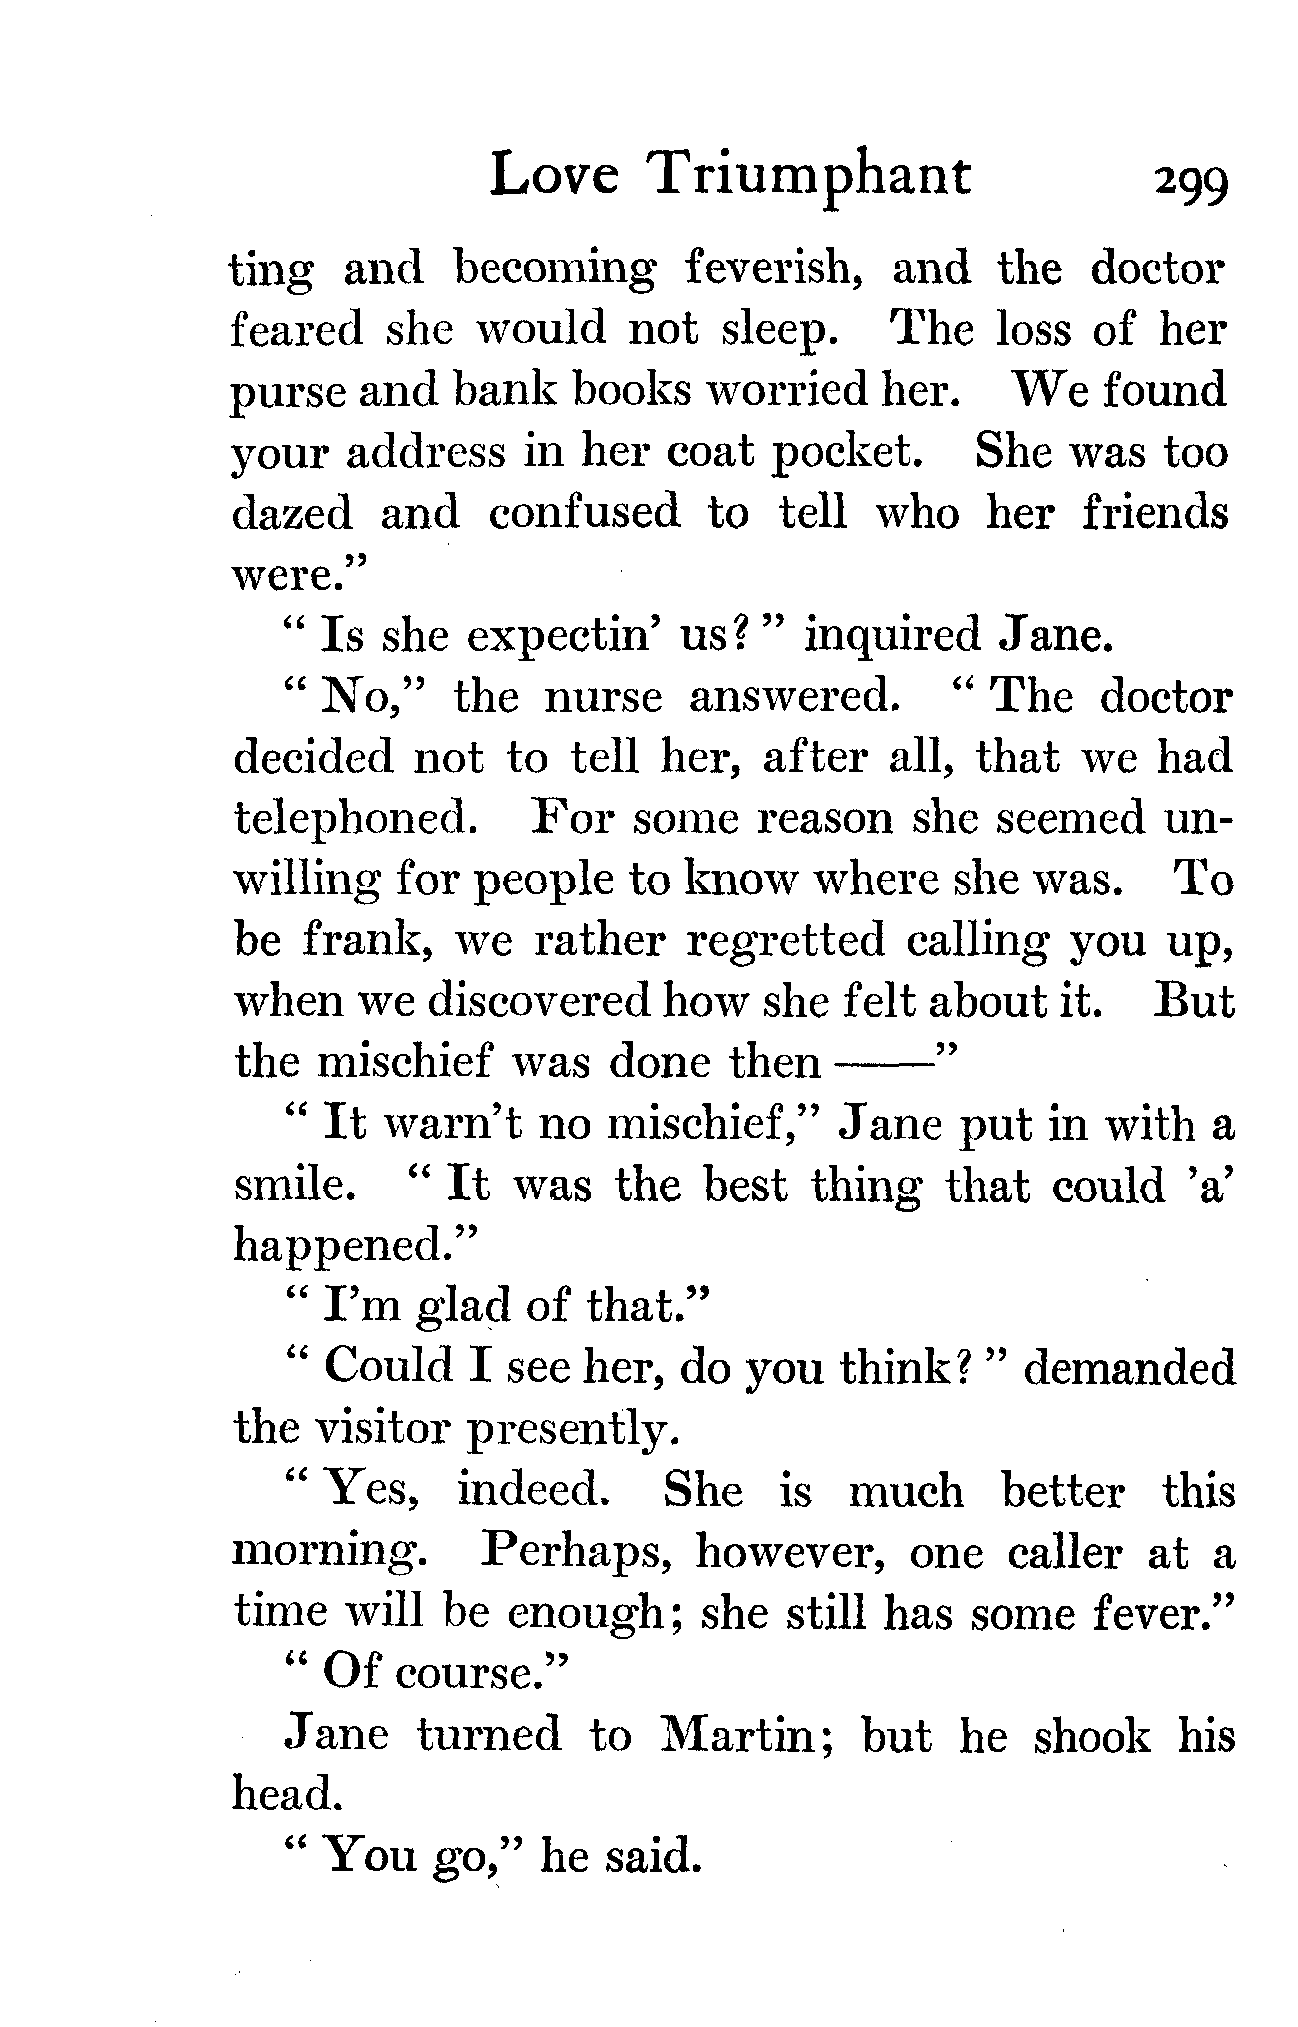 Love Triumphant 299
ting and becoming feverish, and the doctor
feared she would not sleep. The loss of her
purse and bank books worried her. We found
your address in her coat pocket. She was too
dazed and confused to tell who her friends
were.”
“ Is she expectin’ us? ” inquired Jane.
“ No,” the nurse answered. “ The doctor
decided not to tell her, after all, that we had
telephoned. For some reason she seemed un-
willing for people to know where she was. To
be frank, we rather regretted calling you up,
when we discovered how she felt about it. But
the mischief was done then ——”
“ It warn’t no mischief,” Jane put in with a
smile. “ It was the best thing that could ’a’
happened.”
“ I’m glad of that.”
“ Could I see her, do you think? ” demanded
the visitor presently.
“ Yes, indeed. She is much better this
morning. Perhaps, however, one caller at a
time will be enough; she still has some fever.”
“ Of course.”
Jane turned to Martin; but he shook his
head.
“ You go,” he said.